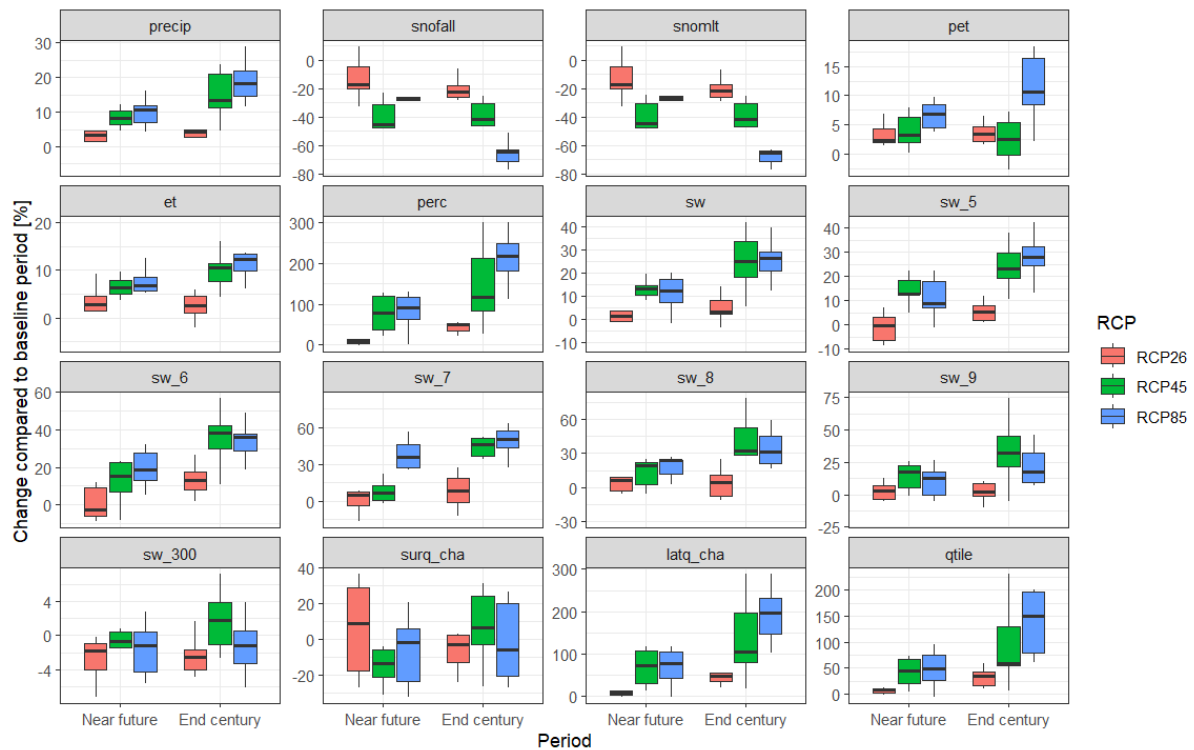 precip snofall snomlt pet
30 20 10 0
0 -20 -40 -60 -80
0 -20 -40 -60 -80
15 10 5 0
Change compared to baseline period [%]
et perc sw sw_5
20 10 0
300 200 100 0
40 30 20 10 0 -10
40 30 20 10 0 -10
RCP
RCP26
RCP45
RCP85
sw_6 sw_7 sw_8 sw_9
60 40 20 0
60 30 0
60 30 0 -30
75 50 25 0 -25
sw_300 surq_cha latq_cha qtile
4 0 -4
40 20 0 -20
300 200 100 0
200 150 100 50 0
Near future End century Near future End century Near future End century Near future End century
Period